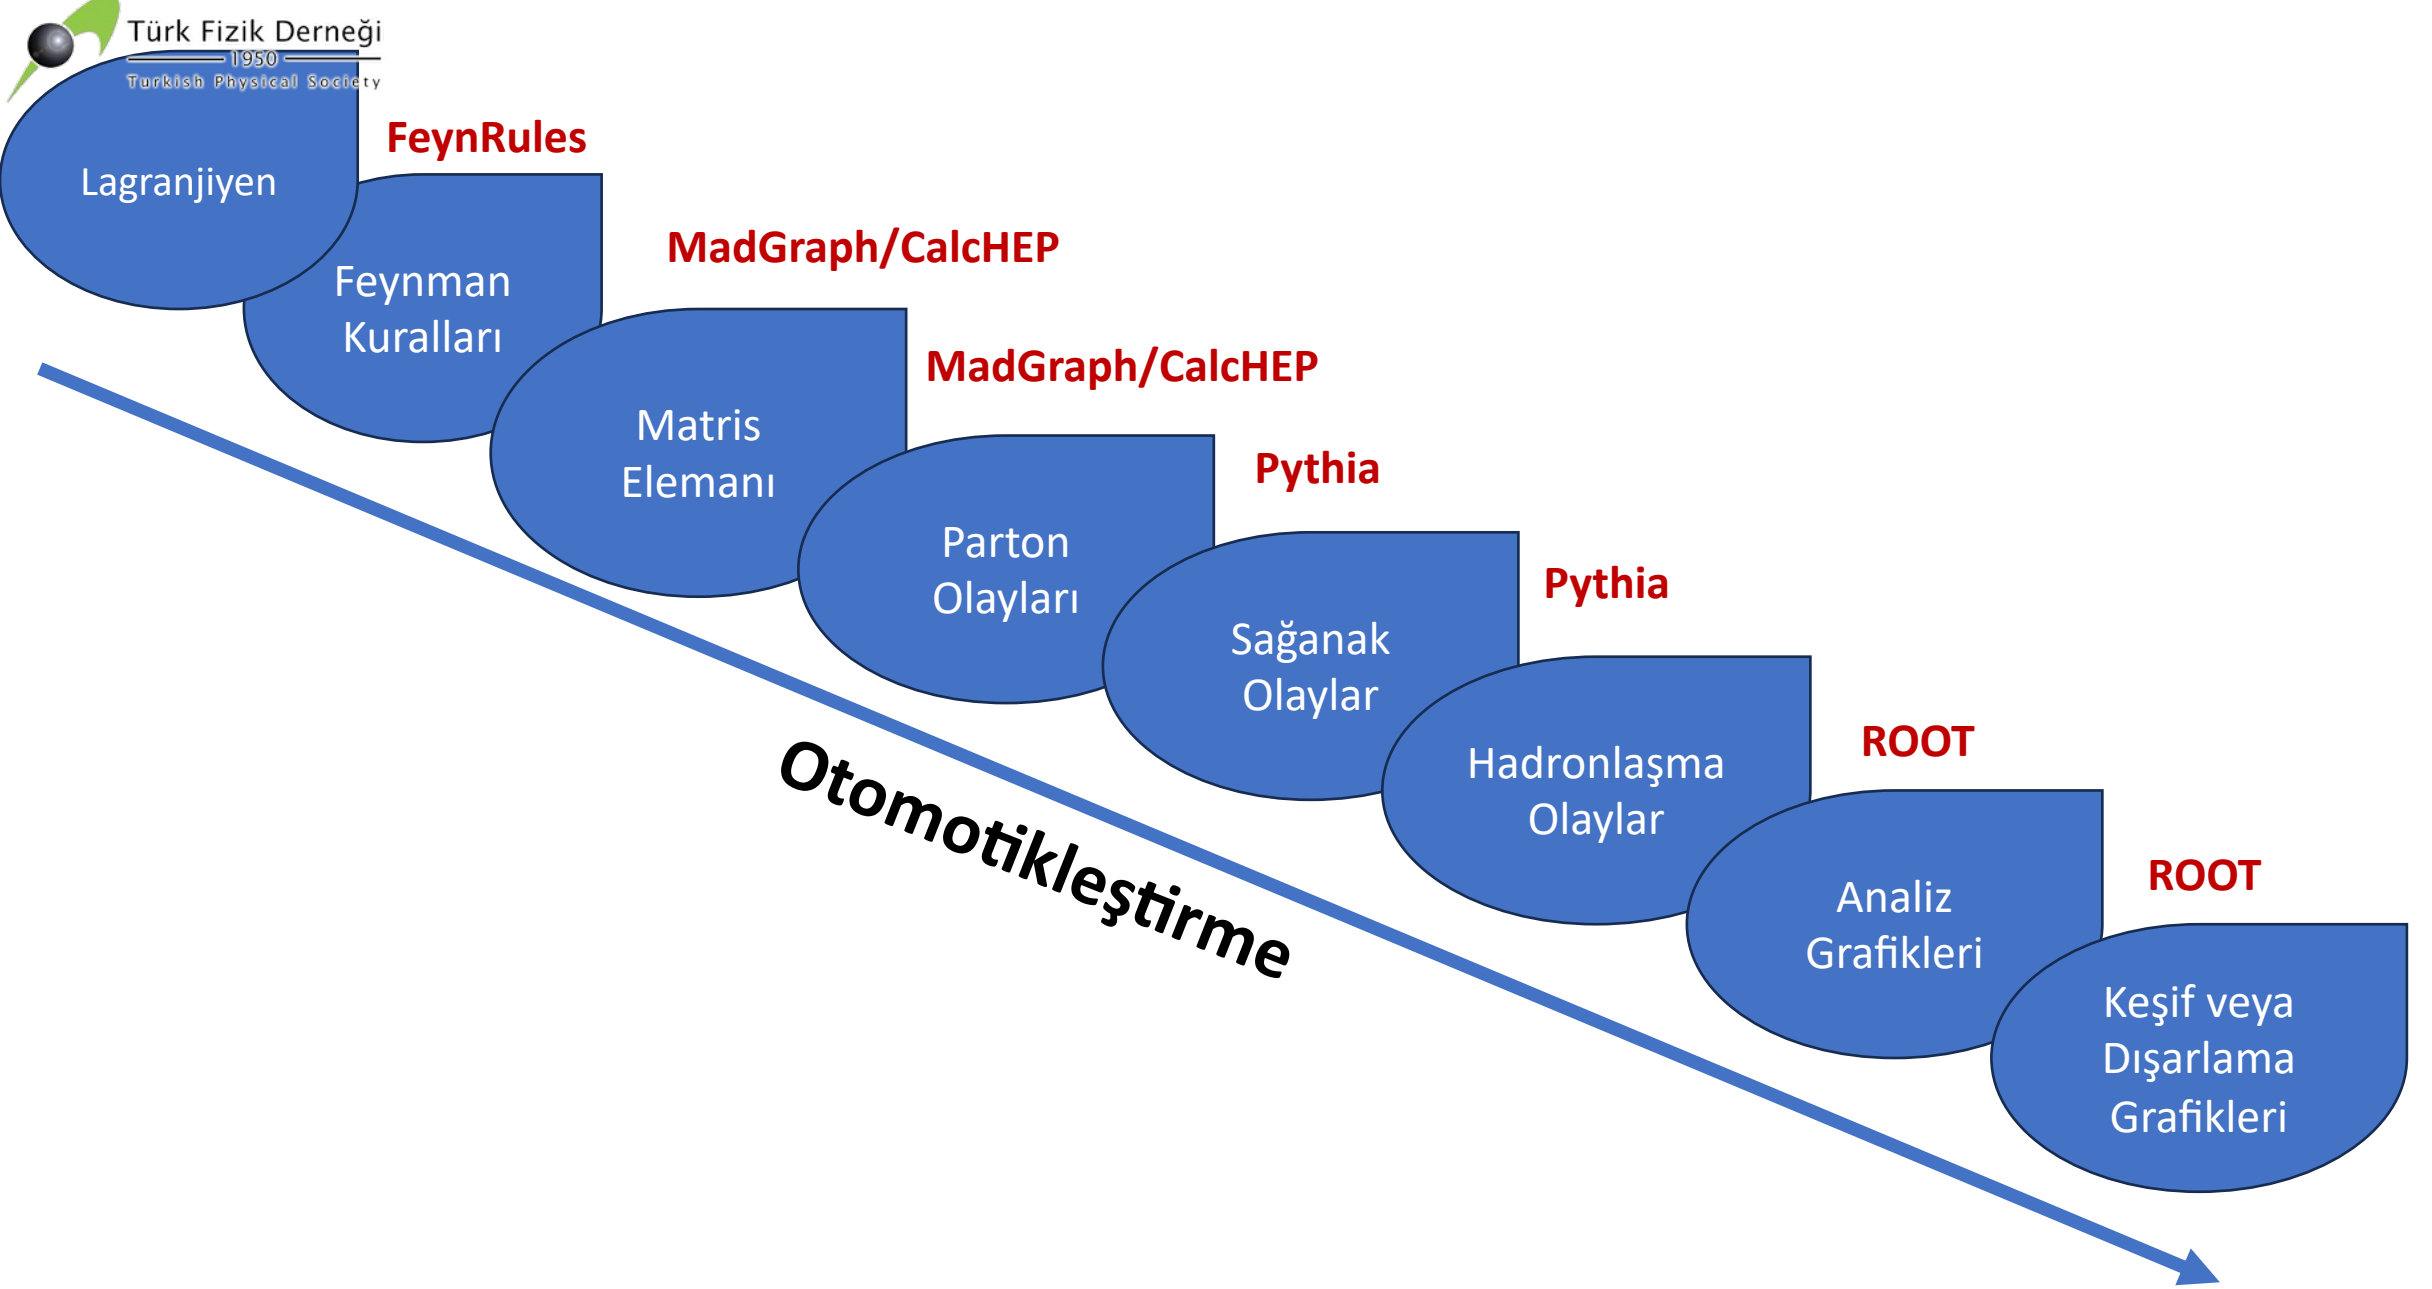 Türk Fizik Derneği
1950
Turkish Physical Society
Lagranjiyen
FeynRules
Feynman
Kuralları
MadGraph/CalcHEP
Matris
Elemanı
MadGraph/CalcHEP
Parton
Olayları
Pythia
Sağanak
Olaylar
Pythia
Hadronlaşma
Olaylar
ROOT
Analiz
Grafikleri
ROOT
Keşif veya
Dışarlama
Grafikleri
Otomotikleştirme